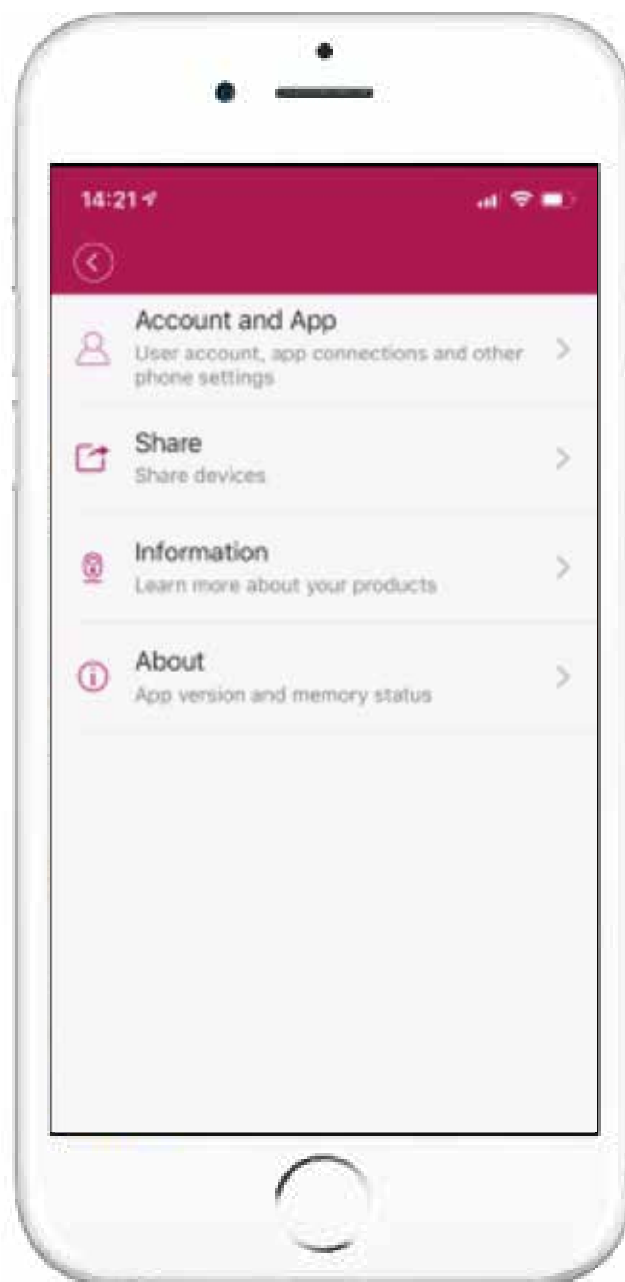 14:21
Account and App
User account, app connections and other
phone settings
Share
Share devices
Information
Learn more about your products
About
App version and memory status